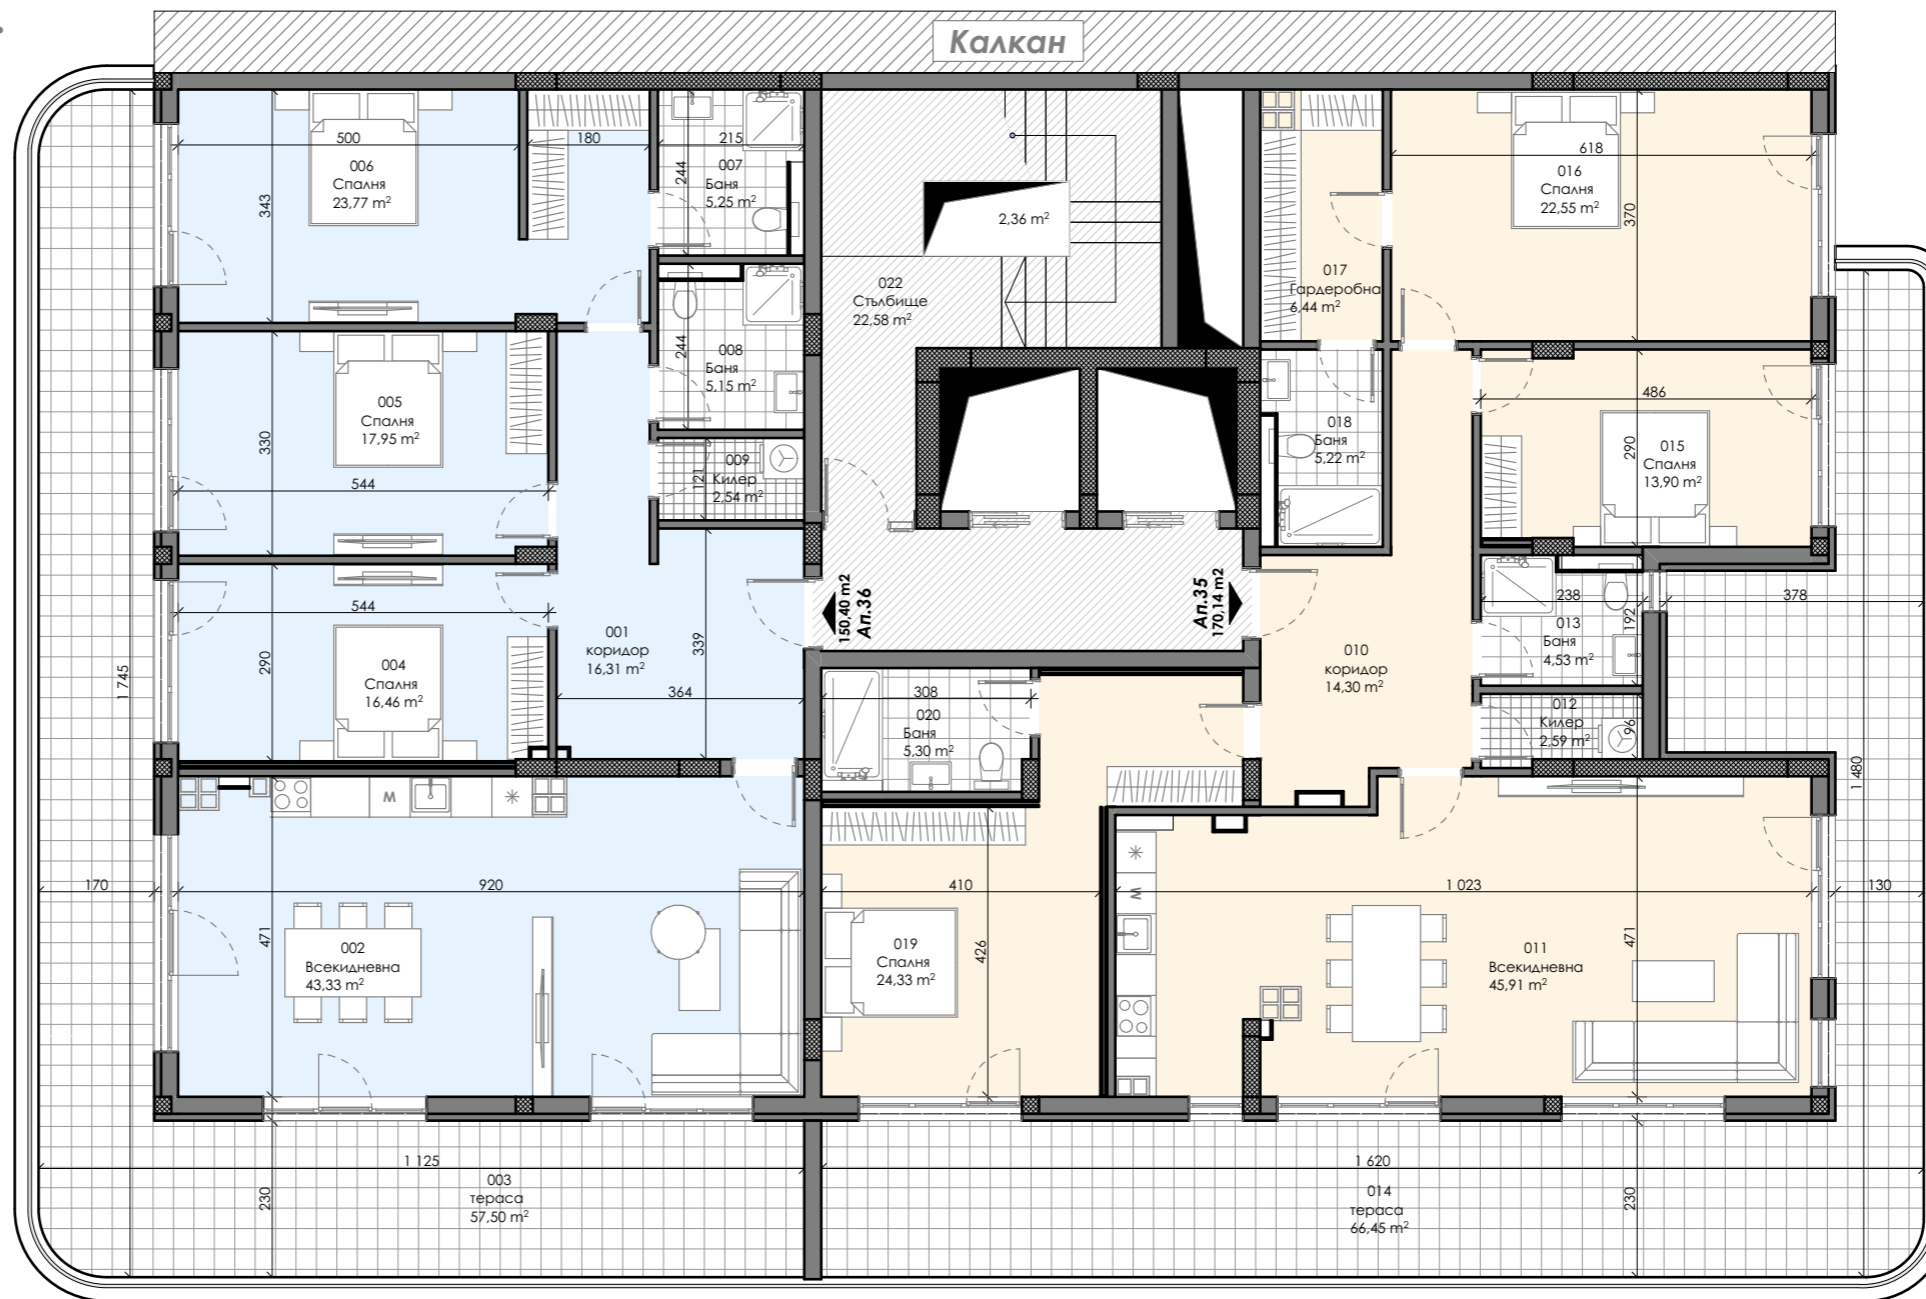 Калкан
500
180
215
343
244
006
Спалня
23,77 m²
007
Баня
5,25 m²
2,36 m²
022
Стълбище
22,58 m²
618
370
016
Спалня
22,55 m²
017
Гардеробна
6,44 m²
244
008
Баня
5,15 m²
330
544
005
Спалня
17,95 m²
121
009
Килер
2,54 m²
018
Баня
5,22 m²
486
290
015
Спалня
13,90 m²
544
290
004
Спалня
16,46 m²
001
коридор
16,31 m²
339
364
150,40 m2
Ап.36
Ап.35
170,14 m2
010
коридор
14,30 m²
238
192
013
Баня
4,53 m²
378
012
Килер
2,59 m²
96
308
020
Баня
5,30 m²
1 745
1 480
M
170
920
471
002
Всекидневна
43,33 m²
410
426
019
Спалня
24,33 m²
M
1 023
471
011
Всекидневна
45,91 m²
130
1 125
230
003
тераса
57,50 m²
1 620
230
014
тераса
66,45 m²